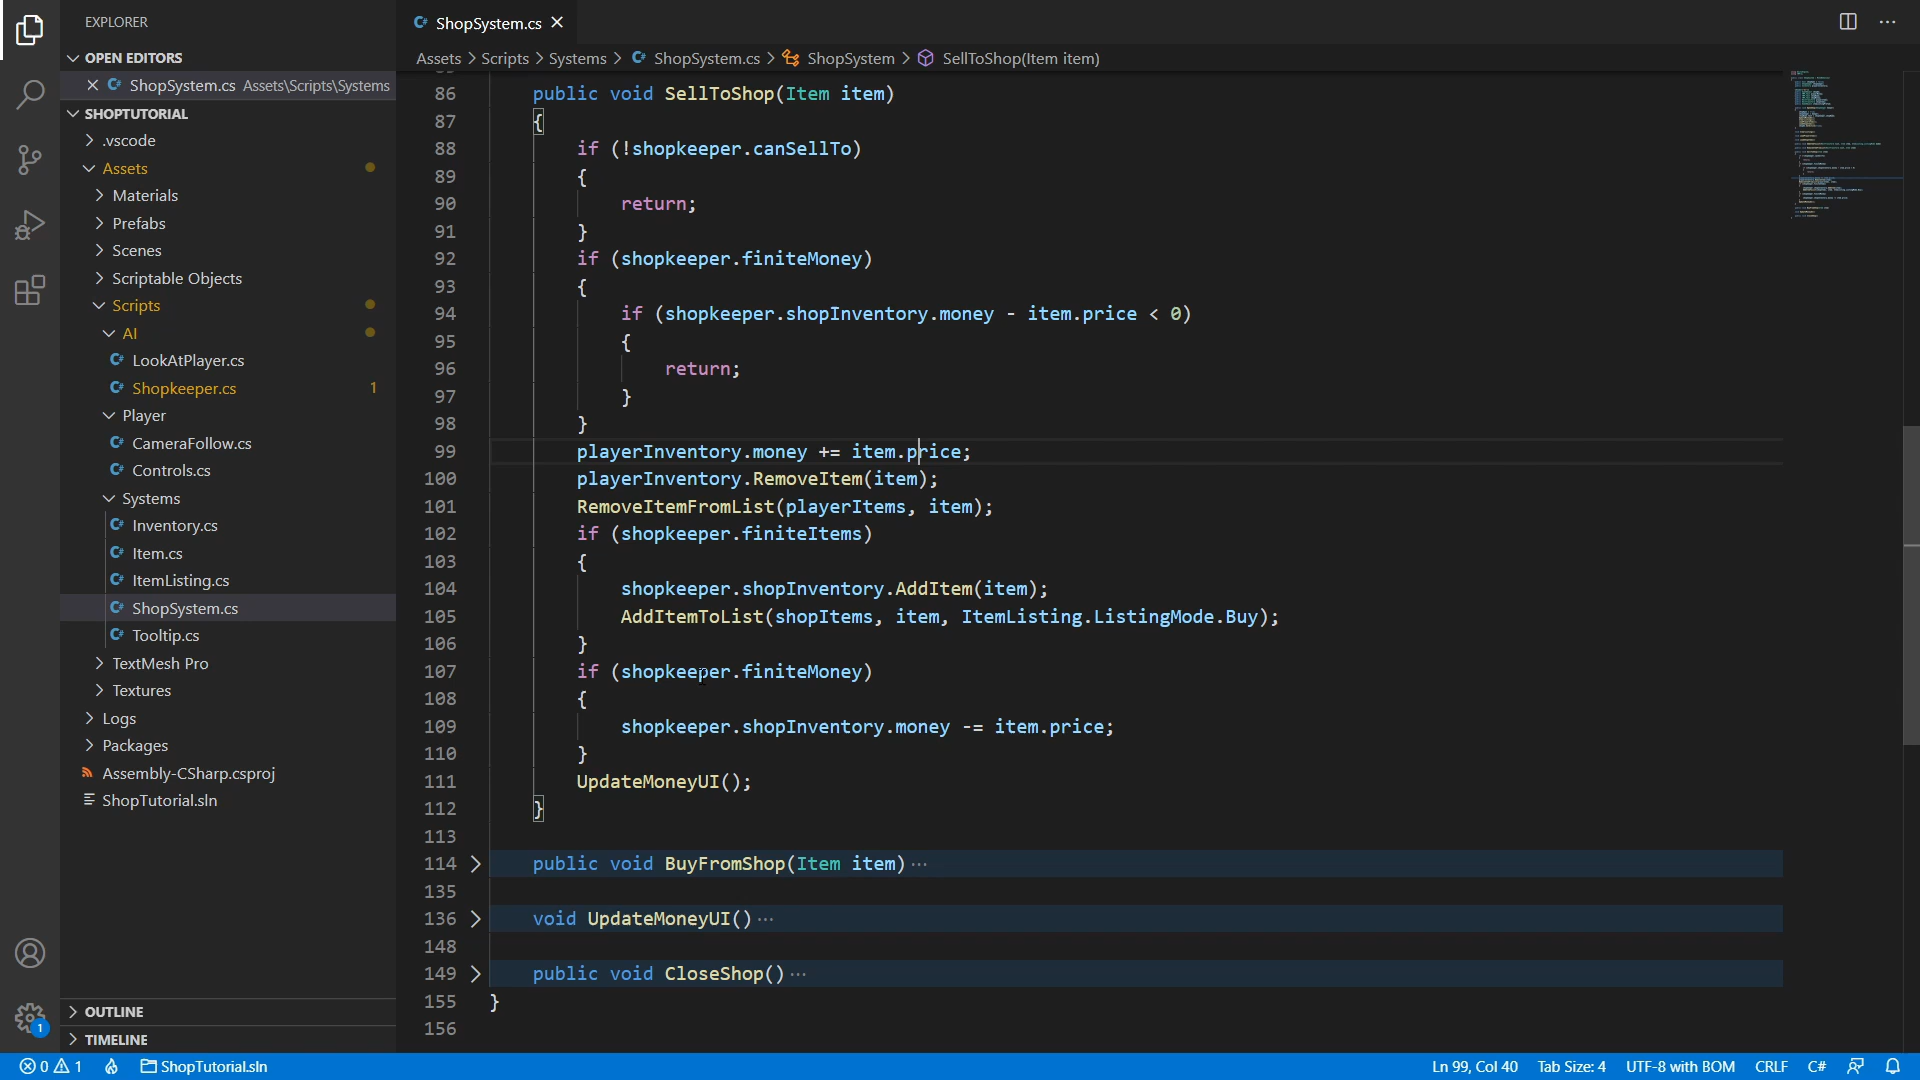 EXPLORER
OPEN EDITORS
ShopSystem.cs Assets\Scripts\Systems
SHOPTUTORIAL
.vscode
Assets
Materials
Prefabs
Scenes
Scriptable Objects
Scripts
AI
LookAtPlayer.cs
Shopkeeper.cs 1
Player
CameraFollow.cs
Controls.cs
Systems
Inventory.cs
Item.cs
ItemListing.cs
ShopSystem.cs
Tooltip.cs
TextMesh Pro
Textures
Logs
Packages
Assembly-CSharp.csproj
ShopTutorial.sln
OUTLINE
TIMELINE
1
ShopSystem.cs
Assets > Scripts > Systems > ShopSystem.cs > ShopSystem > SellToShop(Item item)
86 public void SellToShop(Item item)
87 {
88 if (!shopkeeper.canSellTo)
89 {
90 return;
91 }
92 if (shopkeeper.finiteMoney)
93 {
94 if (shopkeeper.shopInventory.money - item.price < 0)
95 {
96 return;
97 }
98 }
99 playerInventory.money += item.price;
100 playerInventory.RemoveItem(item);
101 RemoveItemFromList(playerItems, item);
102 if (shopkeeper.finiteItems)
103 {
104 shopkeeper.shopInventory.AddItem(item);
105 AddItemToList(shopItems, item, ItemListing.ListingMode.Buy);
106 }
107 if (shopkeeper.finiteMoney)
108 {
109 shopkeeper.shopInventory.money -= item.price;
110 }
111 UpdateMoneyUI();
112 }
113
114 public void BuyFromShop(Item item)···
135
136 void UpdateMoneyUI()···
148
149 public void CloseShop()···
155 }
156
0 1 ShopTutorial.sln Ln 99, Col 40 Tab Size: 4 UTF-8 with BOM CRLF C#